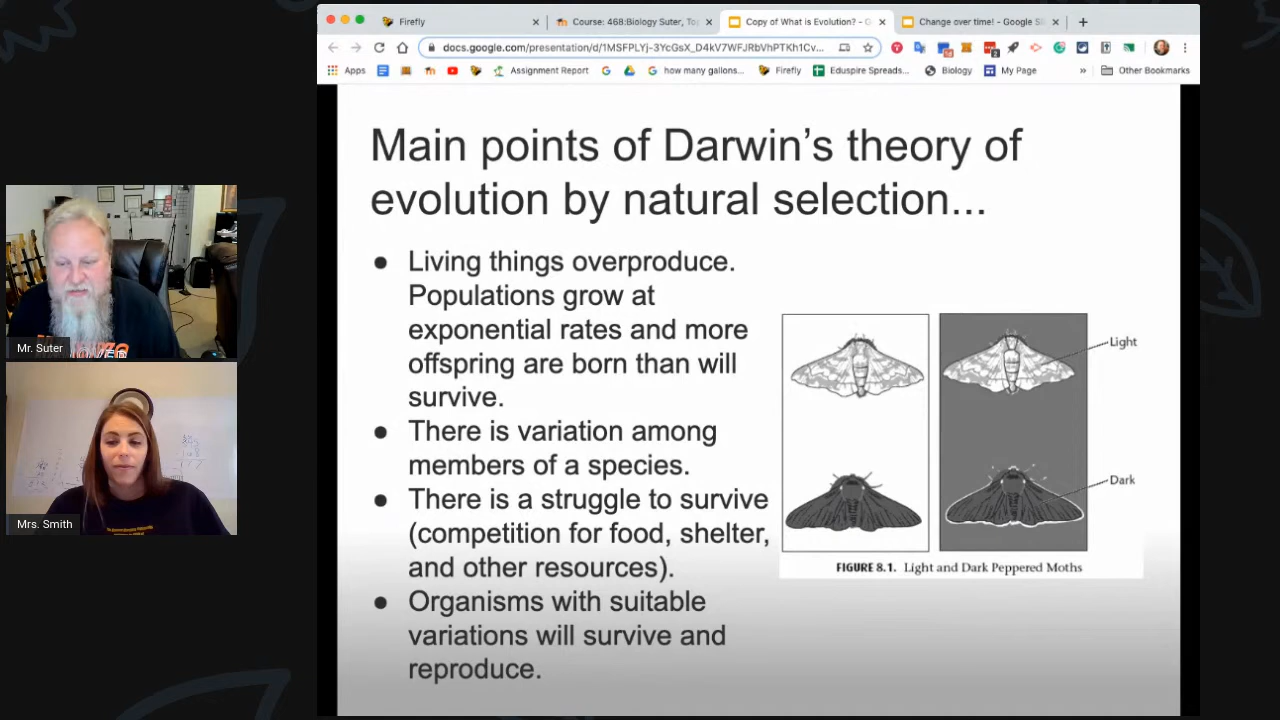 Firefly
Course: 468:Biology Suter, To
Copy of What is Evolution? - G
Change over time! - Google Sli
docs.google.com/presentation/d/1MSFPLYj-3YcGsX_D4kV7WFJRbVhPTKh1Cv...
Apps
Assignment Report
how many gallons...
Firefly
Eduspire Spreads...
Biology
My Page
»
Other Bookmarks
Main points of Darwin's theory of
evolution by natural selection...
● Living things overproduce.
Populations grow at
exponential rates and more
offspring are born than will
survive.
● There is variation among
members of a species.
● There is a struggle to survive
(competition for food, shelter,
and other resources).
● Organisms with suitable
variations will survive and
reproduce.
Light
Dark
FIGURE 8.1. Light and Dark Peppered Moths
Mr. Suter
Mrs. Smith